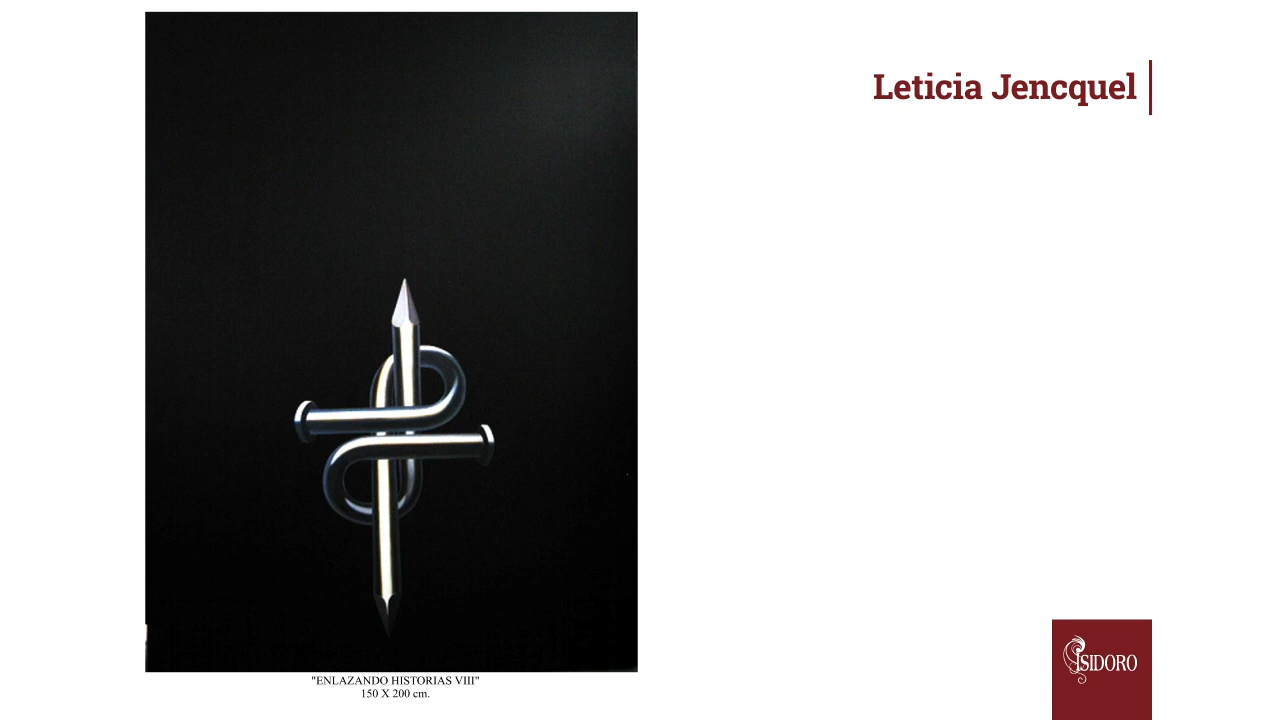 Leticia Jencquel
"ENLAZANDO HISTORIAS VIII"
150 X 200 cm.
ISIDORO